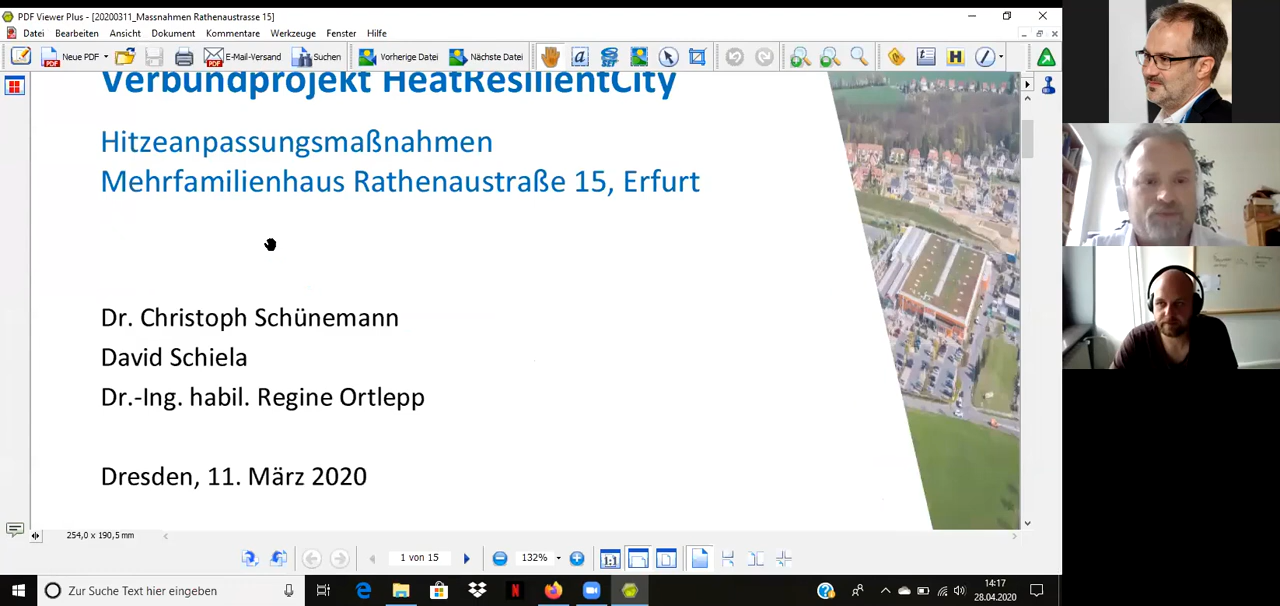 PDF Viewer Plus - [20200311_Massnahmen Rathenaustrasse 15]
Datei Bearbeiten Ansicht Dokument Kommentare Werkzeuge Fenster Hilfe
Neue PDF E-Mail-Versand Suchen Vorherige Datei Nächste Datei
Verbundprojekt HeatResilientCity
Hitzeanpassungsmaßnahmen
Mehrfamilienhaus Rathenaustraße 15, Erfurt
Dr. Christoph Schünemann
David Schiela
Dr.-Ing. habil. Regine Ortlepp
Dresden, 11. März 2020
254,0 x 190,5 mm
1 von 15 132% 1:1
Zur Suche Text hier eingeben
14:17
28.04.2020